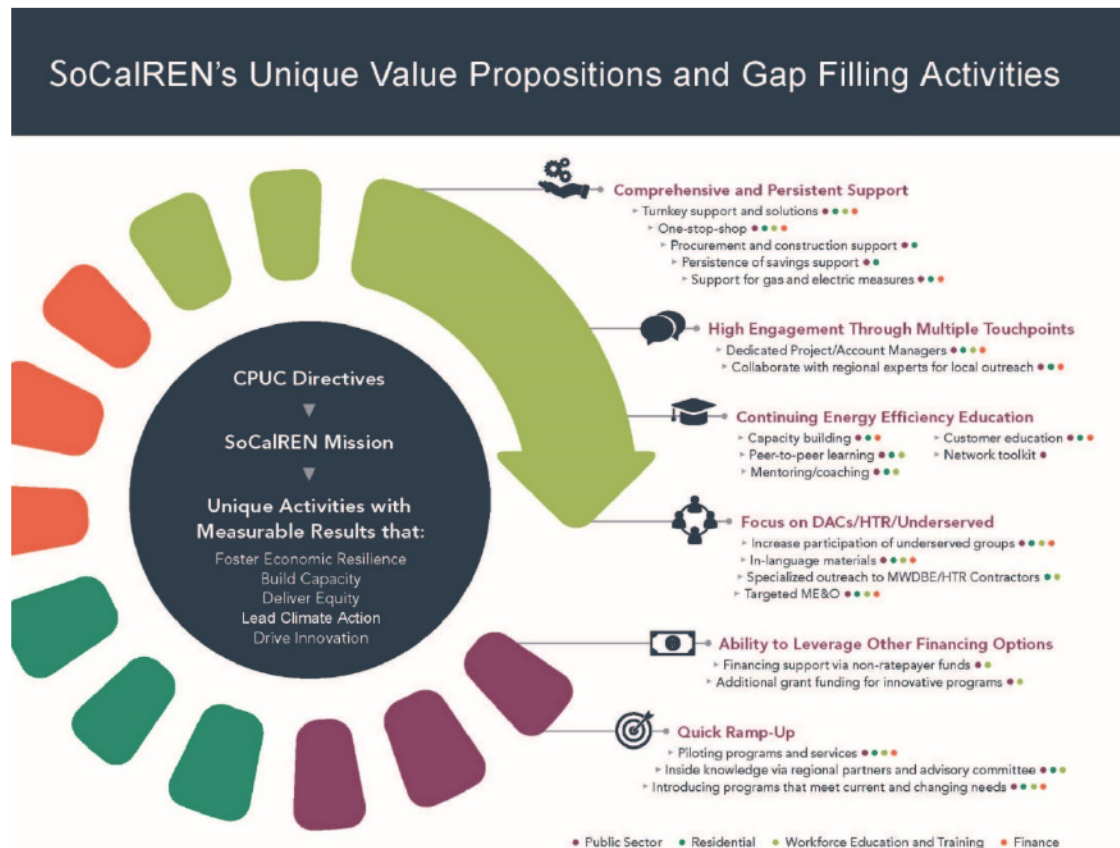 SoCalREN's Unique Value Propositions and Gap Filling Activities
CPUC Directives
SoCalREN Mission
Unique Activities with
Measurable Results that:
Foster Economic Resilience
Build Capacity
Deliver Equity
Lead Climate Action
Drive Innovation
Comprehensive and Persistent Support
Turnkey support and solutions
One-stop-shop
Procurement and construction support
Persistence of savings support
Support for gas and electric measures
High Engagement Through Multiple Touchpoints
Dedicated Project/Account Managers
Collaborate with regional experts for local outreach
Continuing Energy Efficiency Education
Capacity building
Peer-to-peer learning
Mentoring/coaching
Customer education
Network toolkit
Focus on DACs/HTR/Underserved
Increase participation of underserved groups
In-language materials
Specialized outreach to MWDBE/HTR Contractors
Targeted ME&O
Ability to Leverage Other Financing Options
Financing support via non-ratepayer funds
Additional grant funding for innovative programs
Quick Ramp-Up
Piloting programs and services
Inside knowledge via regional partners and advisory committee
Introducing programs that meet current and changing needs
Public Sector Residential Workforce Education and Training Finance